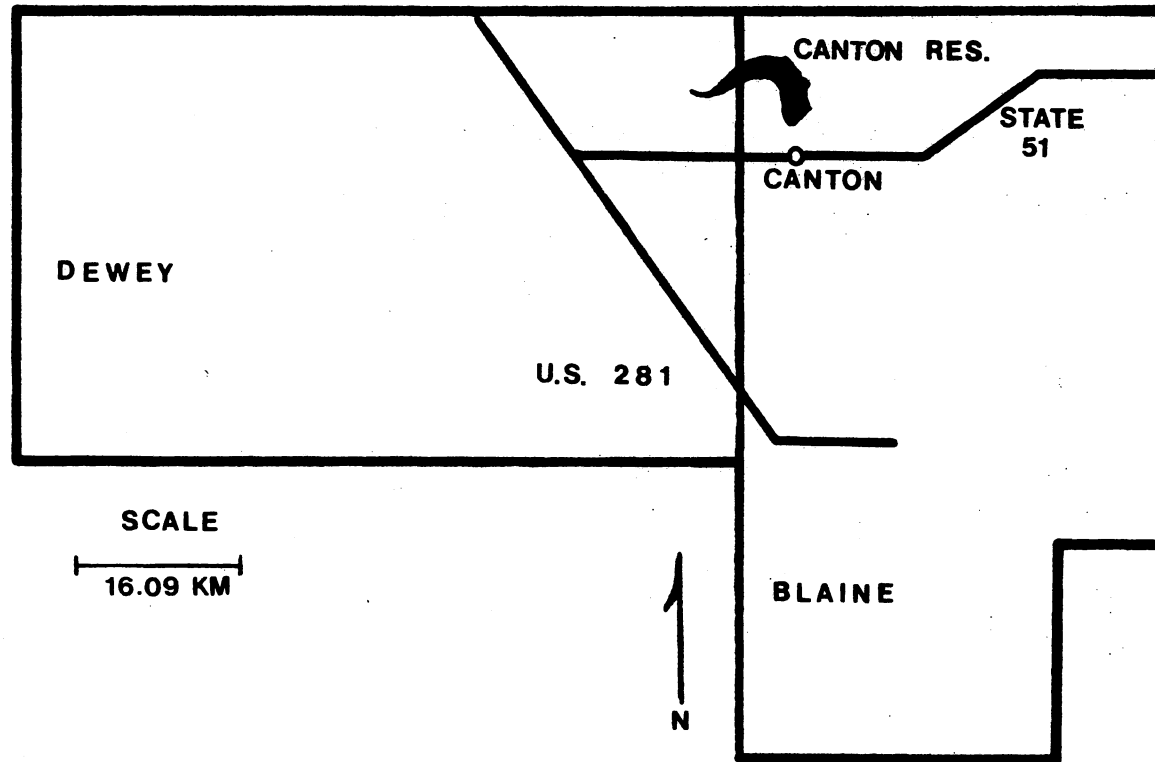 CANTON RES.
STATE
51
CANTON
DEWEY
U.S. 281
SCALE
16.09 KM
BLAINE
N